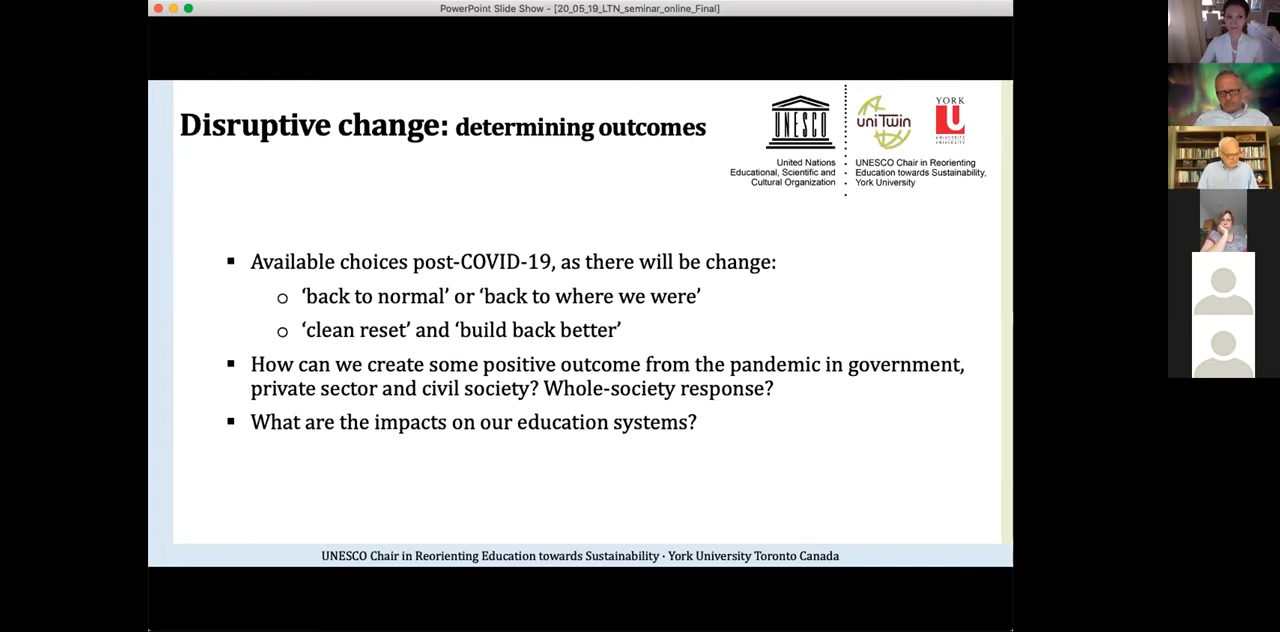 PowerPoint Slide Show - [20_05_19_LTN_seminar_online_Final]
Disruptive change: determining outcomes
UNESCO
United Nations
Educational, Scientific and
Cultural Organization
uniTwin
YORK
U
UNIVERSITÉ
UNIVERSITY
UNESCO Chair in Reorienting
Education towards Sustainability,
York University
▪ Available choices post-COVID-19, as there will be change:
o ‘back to normal’ or ‘back to where we were’
o ‘clean reset’ and ‘build back better’
▪ How can we create some positive outcome from the pandemic in government,
private sector and civil society? Whole-society response?
▪ What are the impacts on our education systems?
UNESCO Chair in Reorienting Education towards Sustainability · York University Toronto Canada